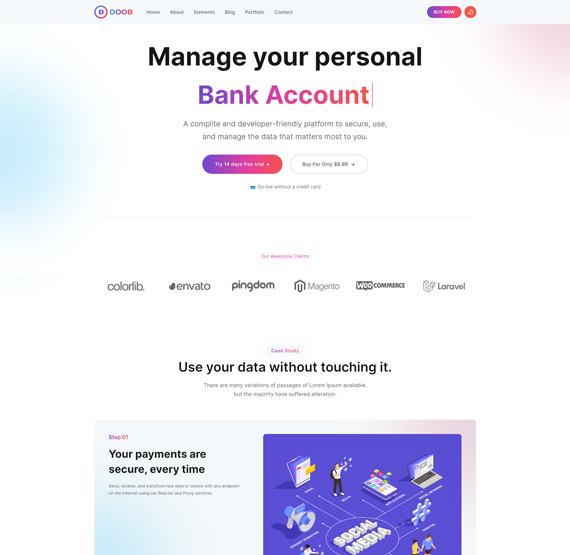 D DOOB
Home About Elements Blog Portfolio Contact
BUY NOW
Manage your personal
Bank Account
A complite and developer-friendly platform to secure, use,
and manage the data that matters most to you.
Try 14 days free trial →
Buy For Only $9.99 →
Go live without a credit card
Our Awesome Clients
colorlib.
envato
pingdom
Magento
WOO COMMERCE
Laravel
Case Study
Use your data without touching it.
There are many variations of passages of Lorem Ipsum available,
but the majority have suffered alteration.
Step 01
Your payments are
secure, every time
Send, receive, and transform raw data or tokens with any endpoint
on the internet using our Reactor and Proxy services.
SOCIAL
MEDIA